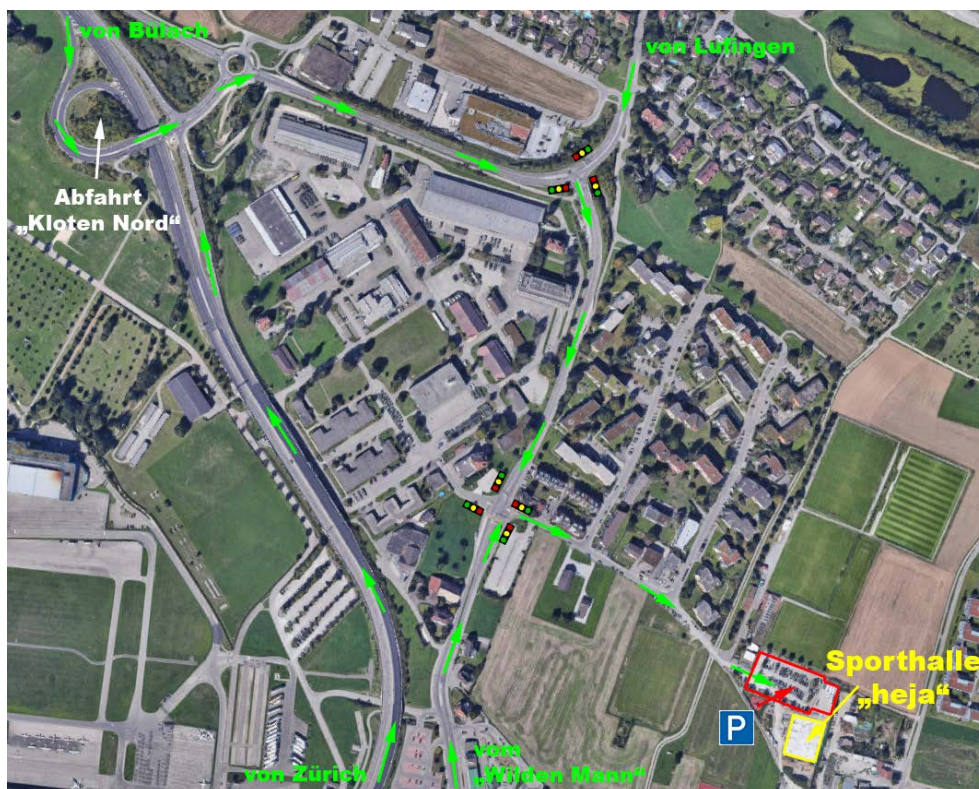 von Bülach
von Lufingen
Abfahrt
„Kloten Nord“
Sporthalle
„heja“
P
vom
„Wilden Mann“
von Zürich